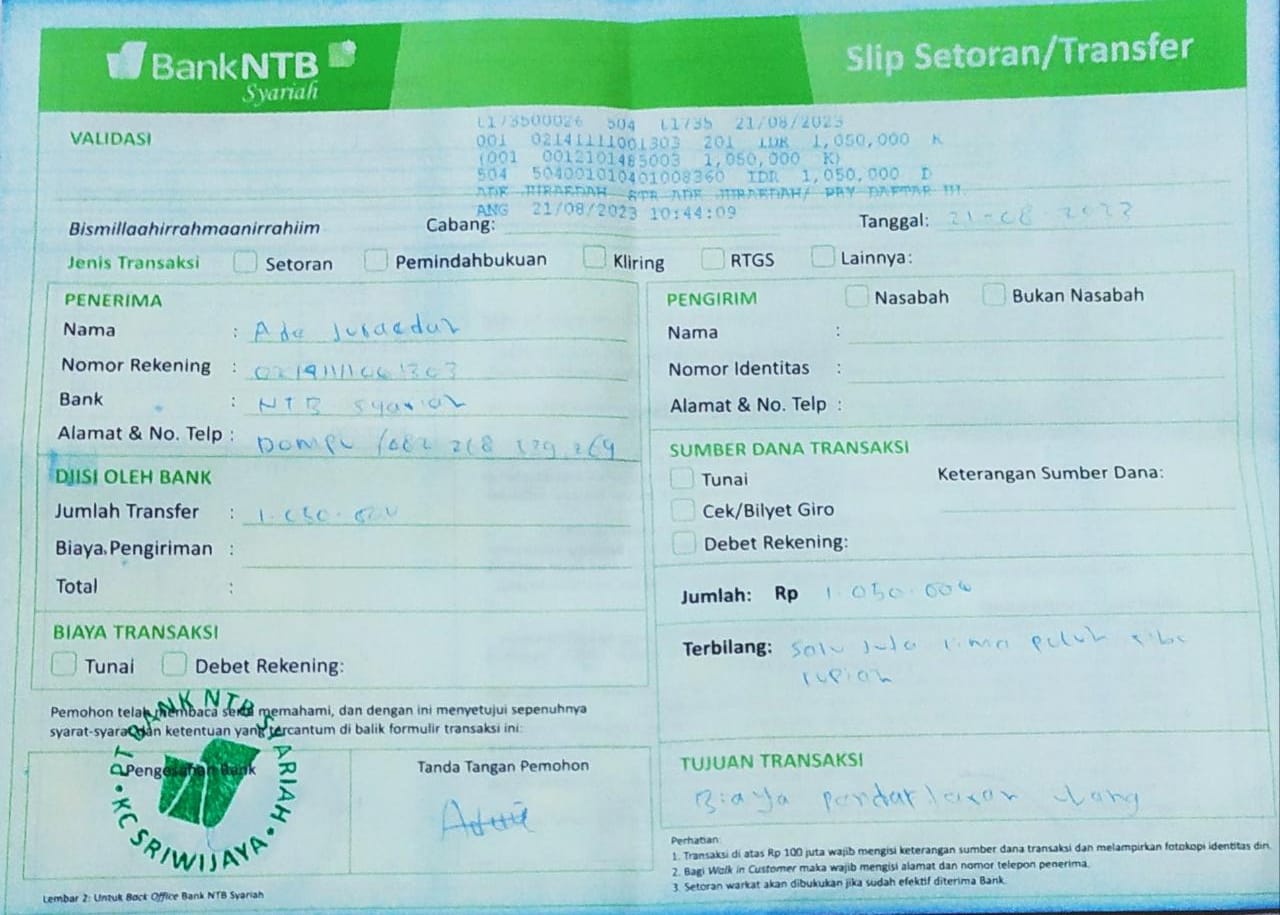 BankNTB
Syariah
Slip Setoran/Transfer
VALIDASI
L173500026 504 L1735 21/08/2023
001 02141111001303 201 IDR 1,050,000 K
(001 0012101485003 1,050,000 K)
504 504001010401008360 IDR 1,050,000 D
ANG 21/08/2023 10:44:09
Bismillaahirrahmaanirrahiim
Cabang:
Tanggal: 21-08-2023
Jenis Transaksi Setoran Pemindahbukuan Kliring RTGS Lainnya:
PENERIMA
Nama : Ade Juraedah
Nomor Rekening : 02141111001303
Bank : NTB Syariah
Alamat & No. Telp : Dompu
DIISI OLEH BANK
Jumlah Transfer : 1.050.000
Biaya Pengiriman :
Total :
BIAYA TRANSAKSI
Tunai Debet Rekening:
Pemohon telah membaca serta memahami, dan dengan ini menyetujui sepenuhnya
syarat-syarat dan ketentuan yang tercantum di balik formulir transaksi ini:
Pengesahan Bank
PT BANK NTB SYARIAH
KC SRIWIJAYA
Tanda Tangan Pemohon
Lembar 2: Untuk Back Office Bank NTB Syariah
PENGIRIM Nasabah Bukan Nasabah
Nama :
Nomor Identitas :
Alamat & No. Telp :
SUMBER DANA TRANSAKSI
Tunai
Keterangan Sumber Dana:
Cek/Bilyet Giro
Debet Rekening:
Jumlah: Rp 1.050.000
Terbilang: Satu Juta lima puluh ribu
rupiah
TUJUAN TRANSAKSI
Biaya pendaftaran Ulang
Perhatian:
1. Transaksi di atas Rp 100 juta wajib mengisi keterangan sumber dana transaksi dan melampirkan fotokopi identitas diri.
2. Bagi Walk in Customer maka wajib mengisi alamat dan nomor telepon penerima.
3. Setoran warkat akan dibukukan jika sudah efektif diterima Bank.